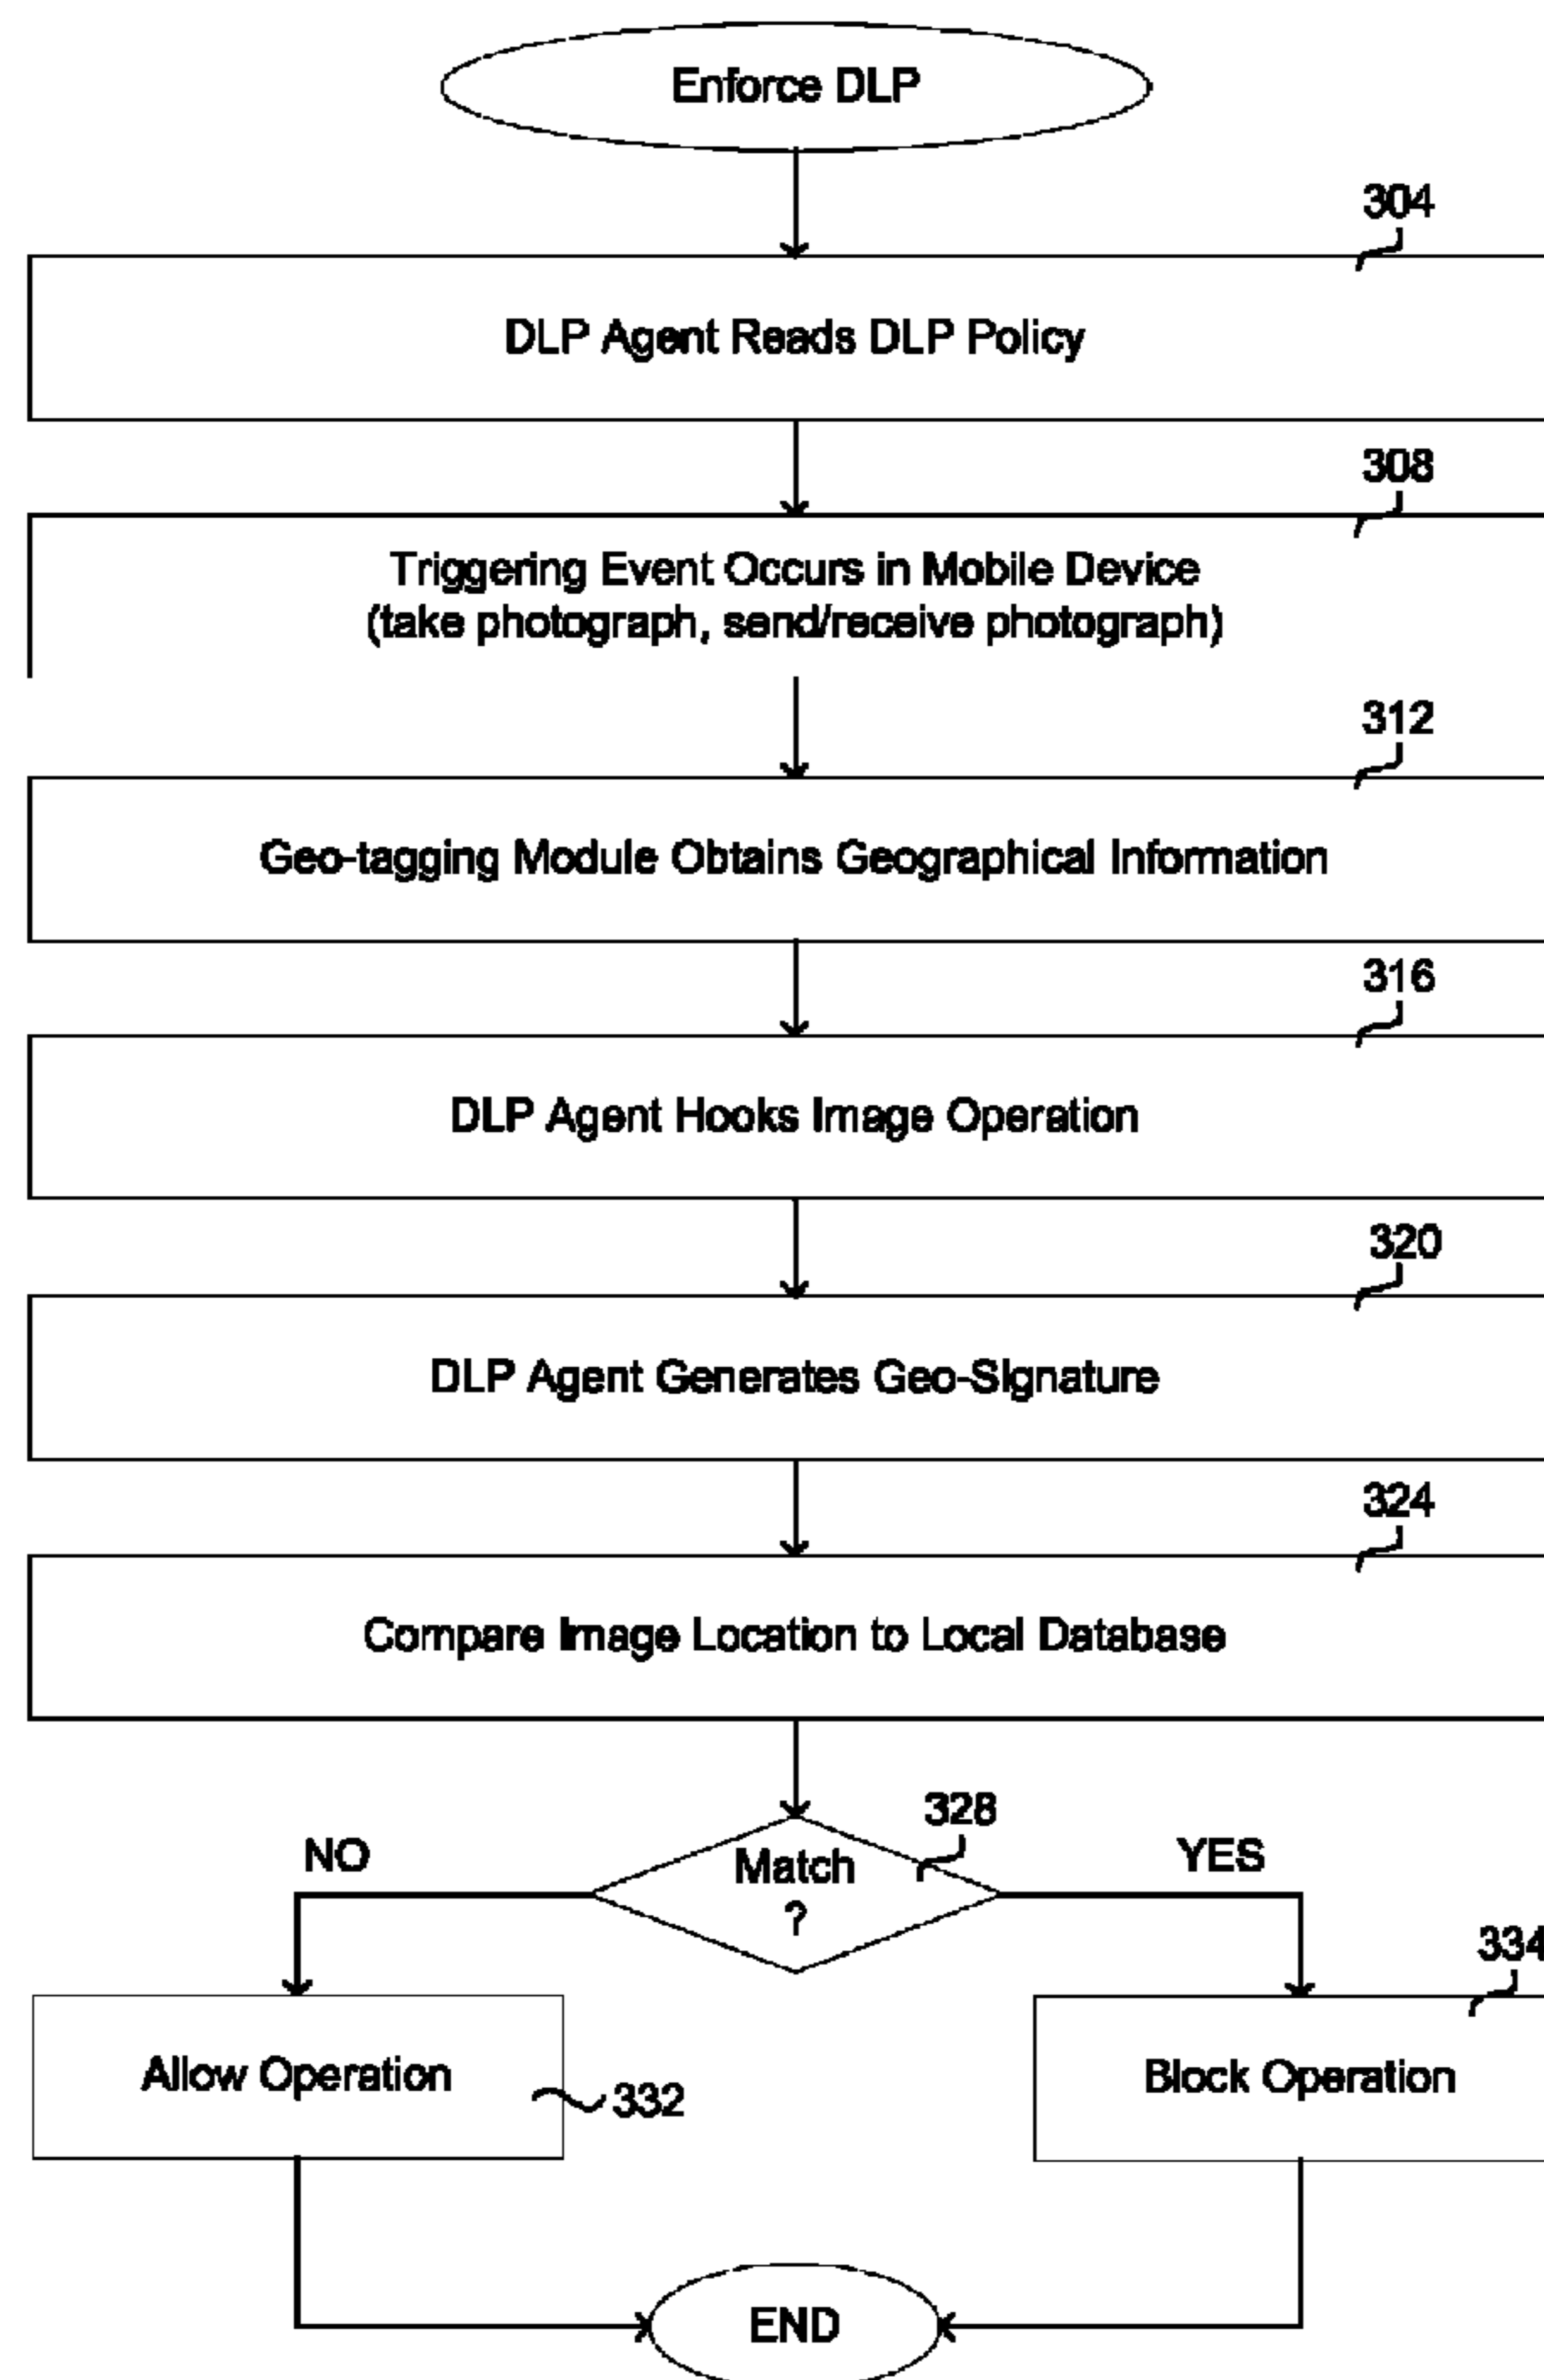 Enforce DLP
304
DLP Agent Reads DLP Policy
308
Triggering Event Occurs in Mobile Device
(take photograph, send/receive photograph)
312
Geo-tagging Module Obtains Geographical Information
316
DLP Agent Hooks Image Operation
320
DLP Agent Generates Geo-Signature
324
Compare Image Location to Local Database
328
NO
Match
?
YES
334
Allow Operation
332
Block Operation
END